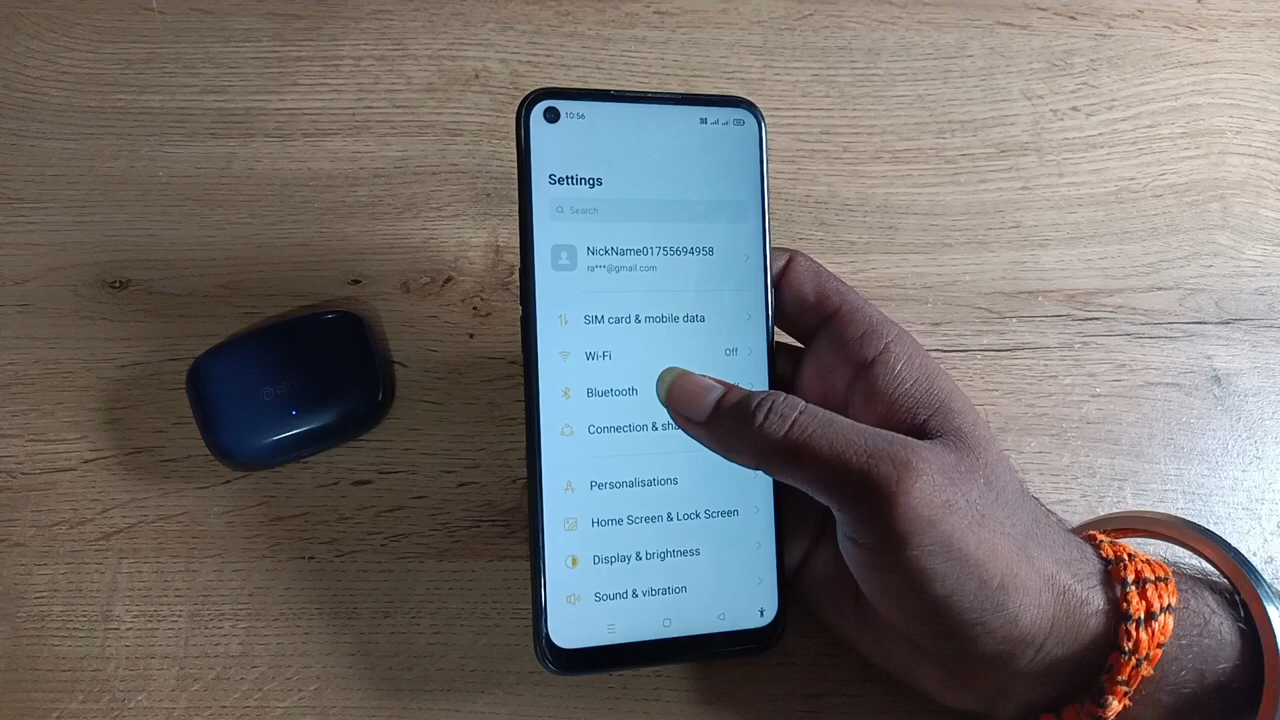 10:56
Settings
Search
NickName01755694958
ra***@gmail.com
SIM card & mobile data
Wi-Fi Off
Bluetooth
Connection & sha
Personalisations
Home Screen & Lock Screen
Display & brightness
Sound & vibration